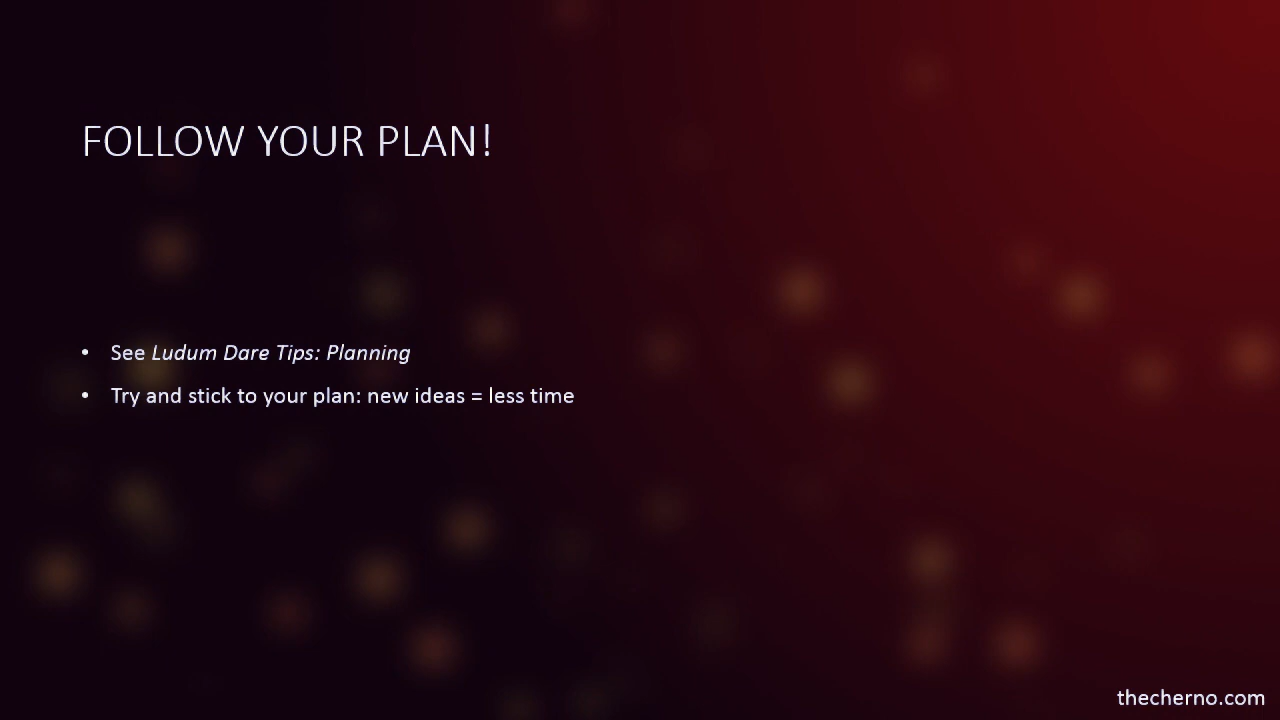 FOLLOW YOUR PLAN!
• See Ludum Dare Tips: Planning
• Try and stick to your plan: new ideas = less time
thecherno.com